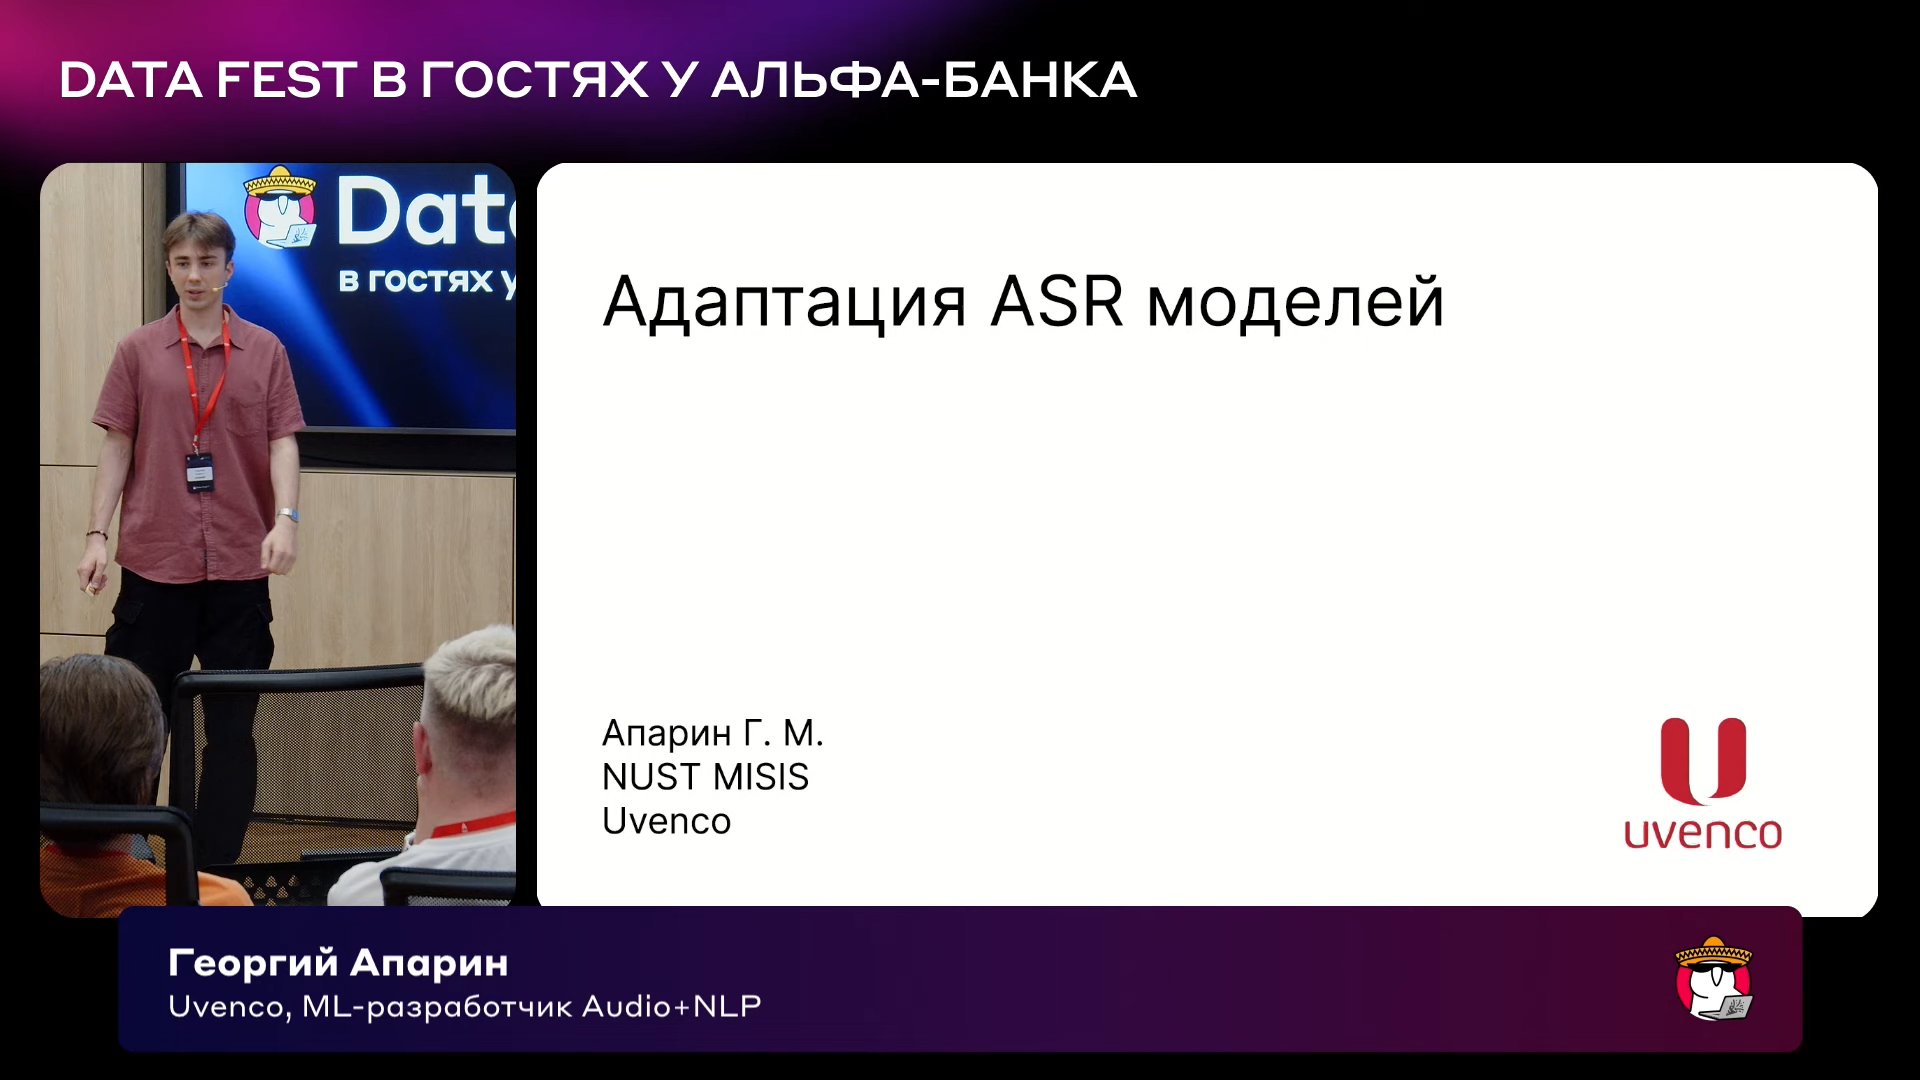 DATA FEST В ГОСТЯХ У АЛЬФА-БАНКА
Data
в гостях у
Адаптация ASR моделей
Апарин Г. М.
NUST MISIS
Uvenco
uvenco
Георгий Апарин
Uvenco, ML-разработчик Audio+NLP